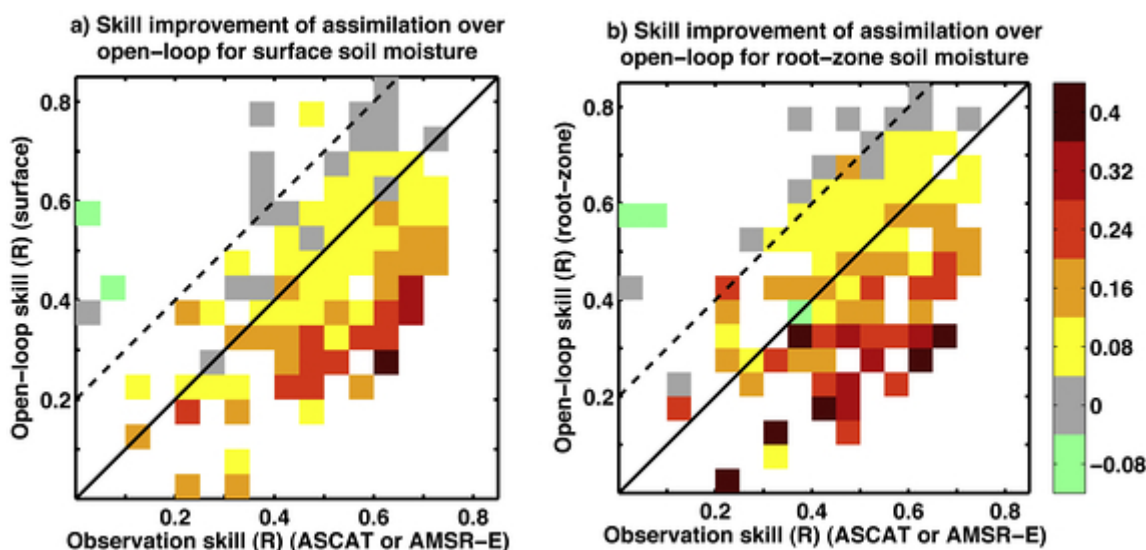 a) Skill improvement of assimilation over
open-loop for surface soil moisture
Open-loop skill (R) (surface)
0.8
0.6
0.4
0.2
0.2 0.4 0.6 0.8
Observation skill (R) (ASCAT or AMSR-E)
b) Skill improvement of assimilation over
open-loop for root-zone soil moisture
Open-loop skill (R) (root-zone)
0.8
0.6
0.4
0.2
0.2 0.4 0.6 0.8
Observation skill (R) (ASCAT or AMSR-E)
0.4
0.32
0.24
0.16
0.08
0
-0.08